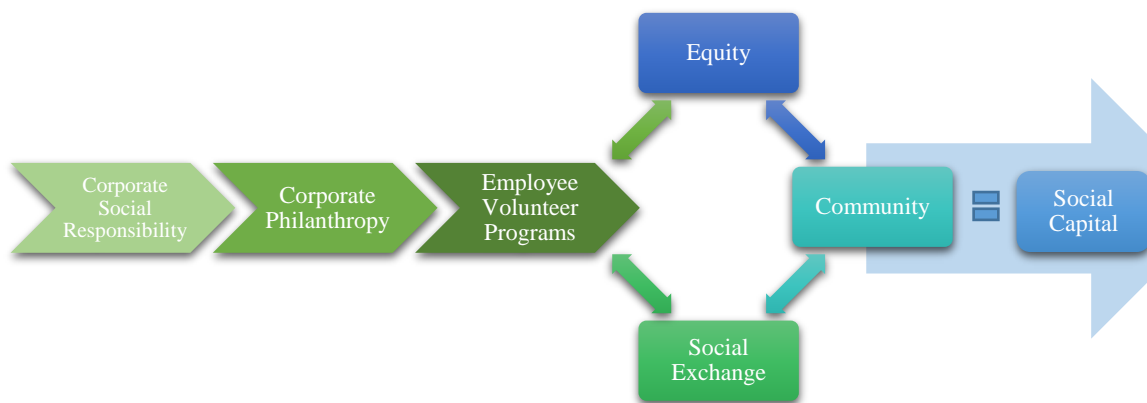 Equity
Corporate
Social
Responsibility
Corporate
Philanthropy
Employee
Volunteer
Programs
Community
Social
Capital
Social
Exchange